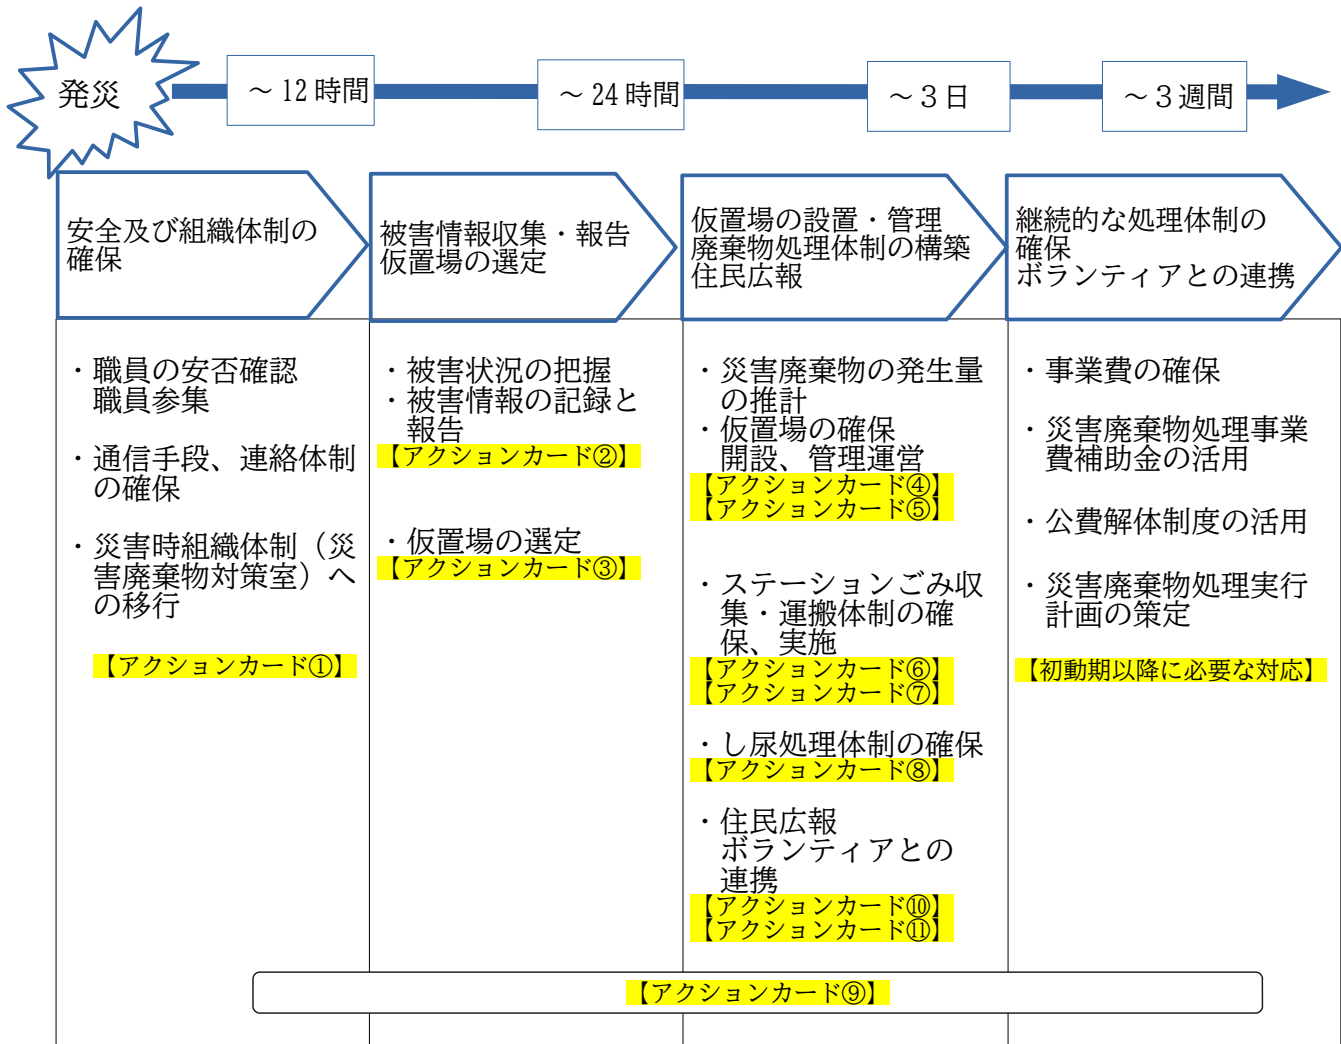 発災
～12時間
～24時間
～３日
～３週間
安全及び組織体制の
確保
被害情報収集・報告
仮置場の選定
仮置場の設置・管理
廃棄物処理体制の構築
住民広報
継続的な処理体制の
確保
ボランティアとの連携
・職員の安否確認
職員参集
・通信手段、連絡体制
の確保
・災害時組織体制（災
害廃棄物対策室）へ
の移行
【アクションカード①】
・被害状況の把握
・被害情報の記録と
報告
【アクションカード②】
・仮置場の選定
【アクションカード③】
・災害廃棄物の発生量
の推計
・仮置場の確保
開設、管理運営
【アクションカード④】
【アクションカード⑤】
・ステーションごみ収
集・運搬体制の確
保、実施
【アクションカード⑥】
【アクションカード⑦】
・し尿処理体制の確保
【アクションカード⑧】
・住民広報
ボランティアとの
連携
【アクションカード⑩】
【アクションカード⑪】
・事業費の確保
・災害廃棄物処理事業
費補助金の活用
・公費解体制度の活用
・災害廃棄物処理実行
計画の策定
【初動期以降に必要な対応】
【アクションカード⑨】